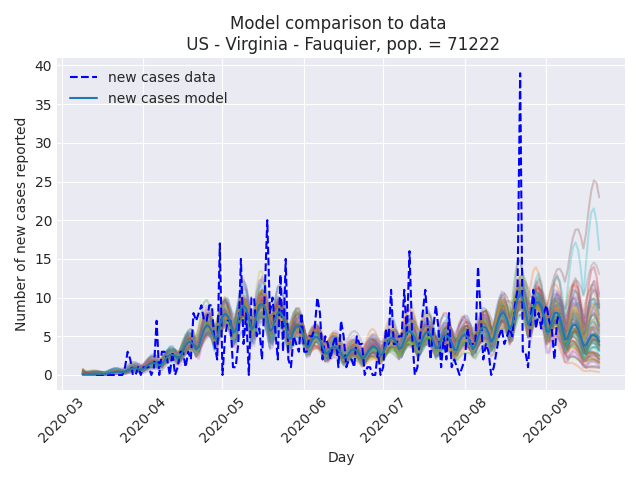 Model comparison to data
US - Virginia - Fauquier, pop. = 71222
new cases data
new cases model
Number of new cases reported
40
35
30
25
20
15
10
5
0
2020-03
2020-04
2020-05
2020-06
2020-07
2020-08
2020-09
Day